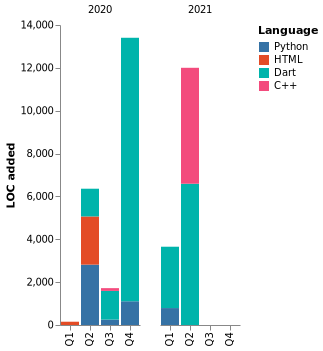 2020
2021
Language
Python
HTML
Dart
C++
LOC added
14,000
12,000
10,000
8,000
6,000
4,000
2,000
0
Q1
Q2
Q3
Q4
Q1
Q2
Q3
Q4